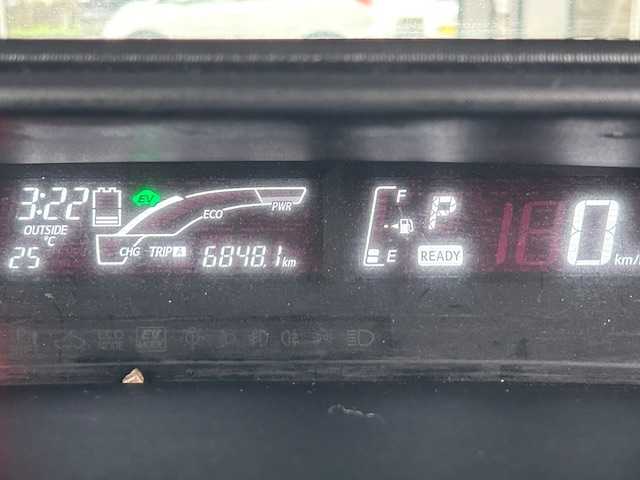 3:22
EV
ECO
PWR
F
P
0
km/
OUTSIDE
°C
25
CHG TRIP A 6848.1 km
E
READY